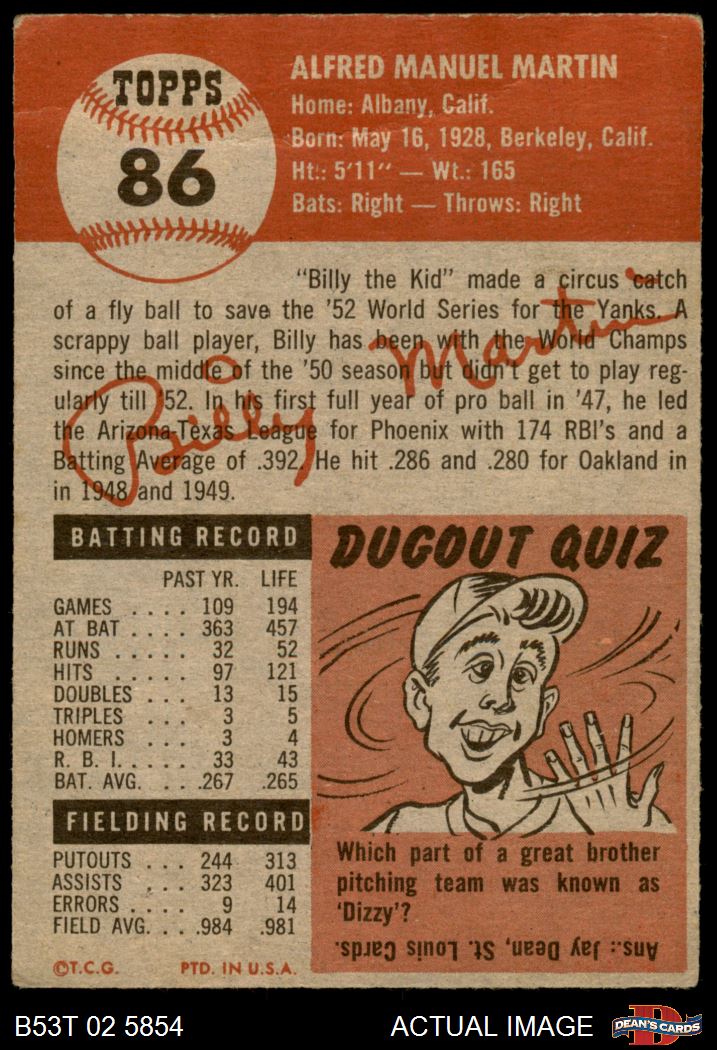 TOPPS
86
ALFRED MANUEL MARTIN
Home: Albany, Calif.
Born: May 16, 1928, Berkeley, Calif.
Ht.: 5'11" — Wt.: 165
Bats: Right — Throws: Right
"Billy the Kid" made a circus catch
of a fly ball to save the '52 World Series for the Yanks. A
scrappy ball player, Billy has been with the World Champs
since the middle of the '50 season but didn't get to play reg-
ularly till '52. In his first full year of pro ball in '47, he led
the Arizona-Texas League for Phoenix with 174 RBI's and a
Batting Average of .392. He hit .286 and .280 for Oakland in
in 1948 and 1949.
Billy Martin
BATTING RECORD
PAST YR. LIFE
GAMES .... 109 194
AT BAT .... 363 457
RUNS ..... 32 52
HITS ..... 97 121
DOUBLES ... 13 15
TRIPLES ... 3 5
HOMERS ... 3 4
R. B. I. .... 33 43
BAT. AVG. ... .267 .265
FIELDING RECORD
PUTOUTS ... 244 313
ASSISTS ... 323 401
ERRORS .... 9 14
FIELD AVG. .. .984 .981
©T.C.G. PTD. IN U.S.A.
DUGOUT QUIZ
Which part of a great brother
pitching team was known as
'Dizzy'?
Ans.: Jay Dean, St. Louis Cards.
B53T 02 5854 ACTUAL IMAGE
D
DEAN'S CARDS